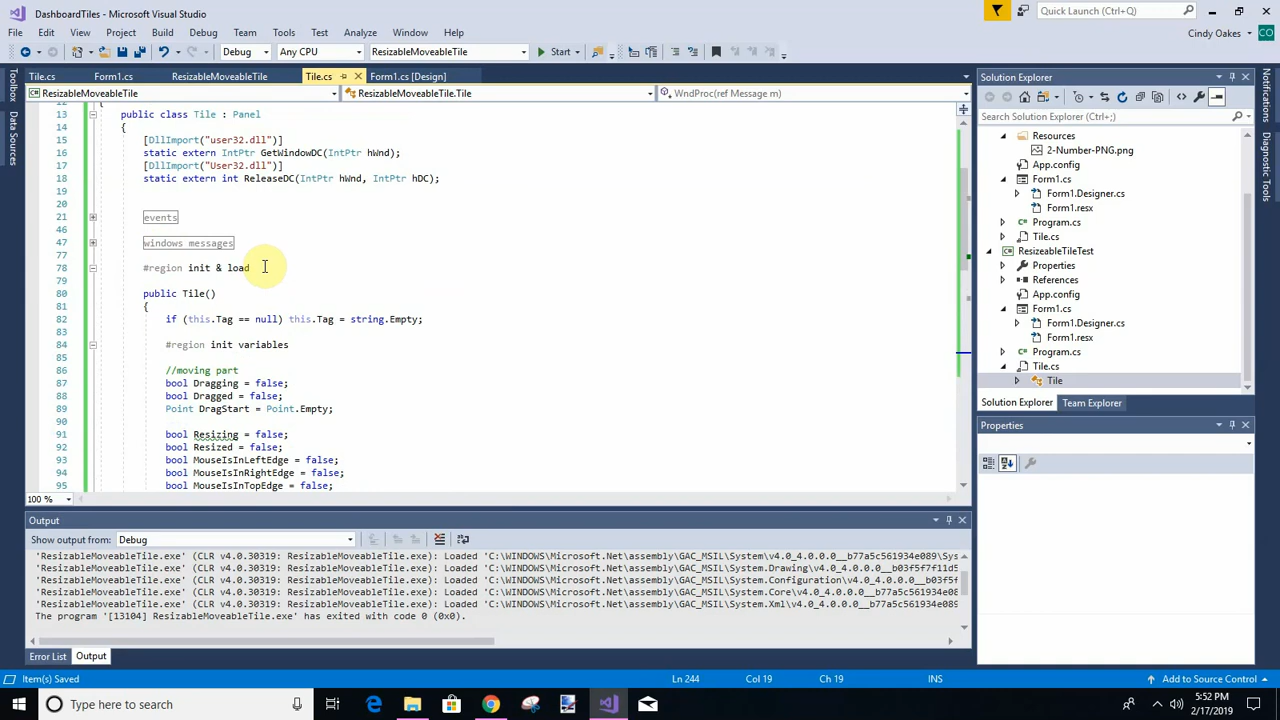 DashboardTiles - Microsoft Visual Studio
Quick Launch (Ctrl+Q)
File Edit View Project Build Debug Team Tools Test Analyze Window Help
Cindy Oakes CO
Debug Any CPU ResizableMoveableTile Start
Toolbox
Data Sources
Tile.cs Form1.cs ResizableMoveableTile Tile.cs Form1.cs [Design]
ResizableMoveableTile ResizableMoveableTile.Tile WndProc(ref Message m)
12
13 public class Tile : Panel
14 {
15 [DllImport("user32.dll")]
16 static extern IntPtr GetWindowDC(IntPtr hWnd);
17 [DllImport("User32.dll")]
18 static extern int ReleaseDC(IntPtr hWnd, IntPtr hDC);
19
20
21 events
46
47 windows messages
77
78 #region init & load
79
80 public Tile()
81 {
82 if (this.Tag == null) this.Tag = string.Empty;
83
84 #region init variables
85
86 //moving part
87 bool Dragging = false;
88 bool Dragged = false;
89 Point DragStart = Point.Empty;
90
91 bool Resizing = false;
92 bool Resized = false;
93 bool MouseIsInLeftEdge = false;
94 bool MouseIsInRightEdge = false;
95 bool MouseIsInTopEdge = false;
100 %
Output
Show output from: Debug
'ResizableMoveableTile.exe' (CLR v4.0.30319: ResizableMoveableTile.exe): Loaded 'C:\WINDOWS\Microsoft.Net\assembly\GAC_MSIL\System\v4.0_4.0.0.0__b77a5c561934e089\Sys
'ResizableMoveableTile.exe' (CLR v4.0.30319: ResizableMoveableTile.exe): Loaded 'C:\WINDOWS\Microsoft.Net\assembly\GAC_MSIL\System.Drawing\v4.0_4.0.0.0__b03f5f7f11d5
'ResizableMoveableTile.exe' (CLR v4.0.30319: ResizableMoveableTile.exe): Loaded 'C:\WINDOWS\Microsoft.Net\assembly\GAC_MSIL\System.Configuration\v4.0_4.0.0.0__b03f5
'ResizableMoveableTile.exe' (CLR v4.0.30319: ResizableMoveableTile.exe): Loaded 'C:\WINDOWS\Microsoft.Net\assembly\GAC_MSIL\System.Core\v4.0_4.0.0.0__b77a5c561934e08
'ResizableMoveableTile.exe' (CLR v4.0.30319: ResizableMoveableTile.exe): Loaded 'C:\WINDOWS\Microsoft.Net\assembly\GAC_MSIL\System.Xml\v4.0_4.0.0.0__b77a5c561934e089
The program '[13104] ResizableMoveableTile.exe' has exited with code 0 (0x0).
Error List Output
Solution Explorer
Search Solution Explorer (Ctrl+;)
Resources
2-Number-PNG.png
App.config
Form1.cs
Form1.Designer.cs
Form1.resx
Program.cs
Tile.cs
ResizeableTileTest
Properties
References
App.config
Form1.cs
Form1.Designer.cs
Form1.resx
Program.cs
Tile.cs
Tile
Solution Explorer Team Explorer
Properties
Notifications
Diagnostic Tools
Item(s) Saved Ln 244 Col 19 Ch 19 INS Add to Source Control
Type here to search
5:52 PM
2/17/2019